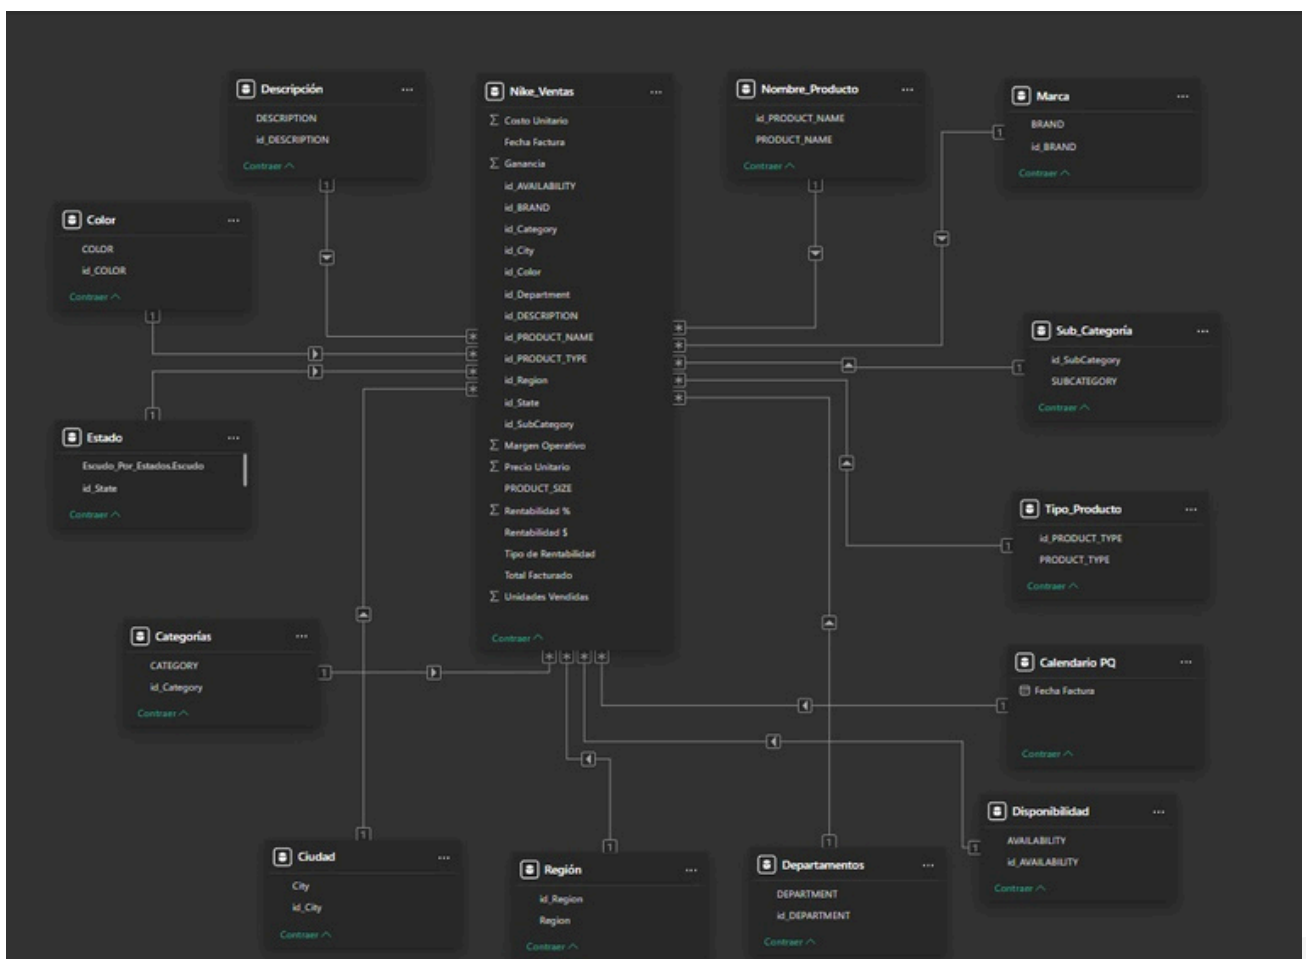 Descripción
DESCRIPTION
id_DESCRIPTION
Contraer
Nike_Ventas
Costo Unitario
Fecha Factura
Ganancia
id_AVAILABILITY
id_BRAND
id_Category
id_City
id_Color
id_Department
id_DESCRIPTION
id_PRODUCT_NAME
id_PRODUCT_TYPE
id_Region
id_State
id_SubCategory
Margen Operativo
Precio Unitario
PRODUCT_SIZE
Rentabilidad %
Rentabilidad $
Tipo de Rentabilidad
Total Facturado
Unidades Vendidas
Contraer
Nombre_Producto
id_PRODUCT_NAME
PRODUCT_NAME
Contraer
Marca
BRAND
id_BRAND
Contraer
Color
COLOR
id_COLOR
Contraer
Sub_Categoría
id_SubCategory
SUBCATEGORY
Contraer
Estado
Escudo_Por_Estados.Escudo
id_State
Contraer
Tipo_Producto
id_PRODUCT_TYPE
PRODUCT_TYPE
Contraer
Categorías
CATEGORY
id_Category
Contraer
Calendario PQ
Fecha Factura
Contraer
Disponibilidad
AVAILABILITY
id_AVAILABILITY
Contraer
Ciudad
City
id_City
Contraer
Región
id_Region
Region
Contraer
Departamentos
DEPARTMENT
id_DEPARTMENT
Contraer